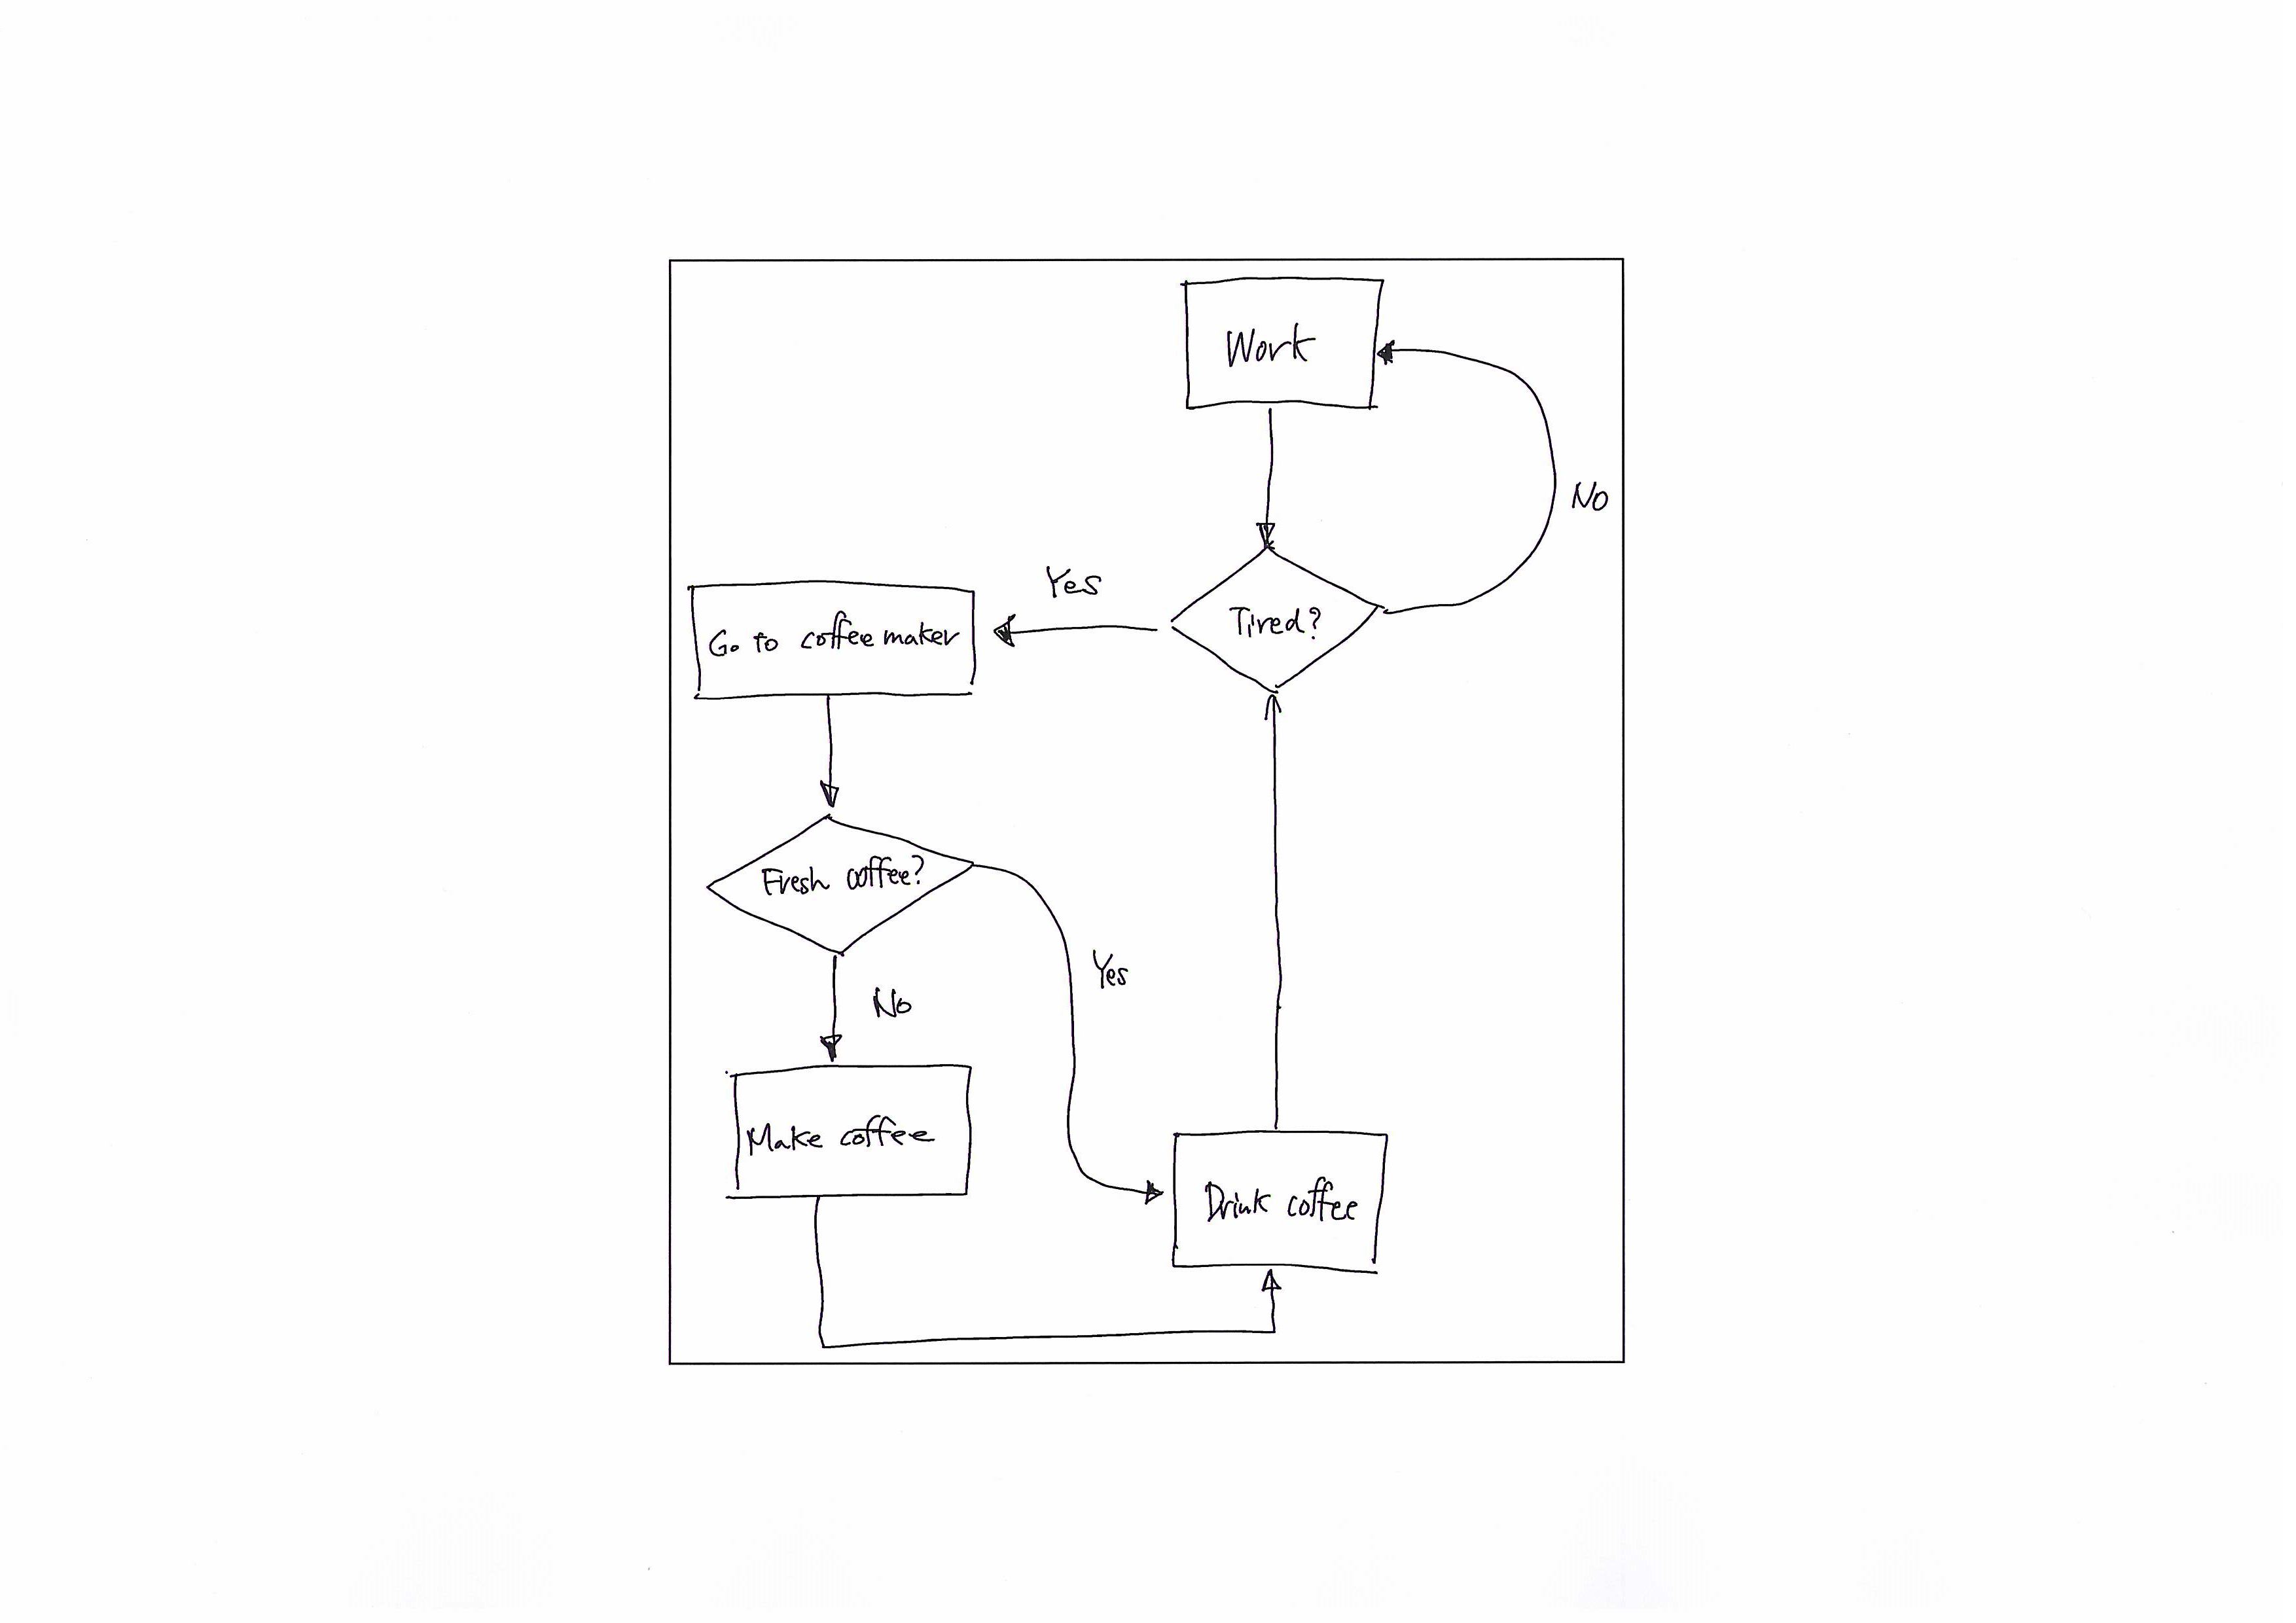 Work
No
Yes
Tired?
Go to coffee maker
Fresh coffee?
Yes
No
Make coffee
Drink coffee